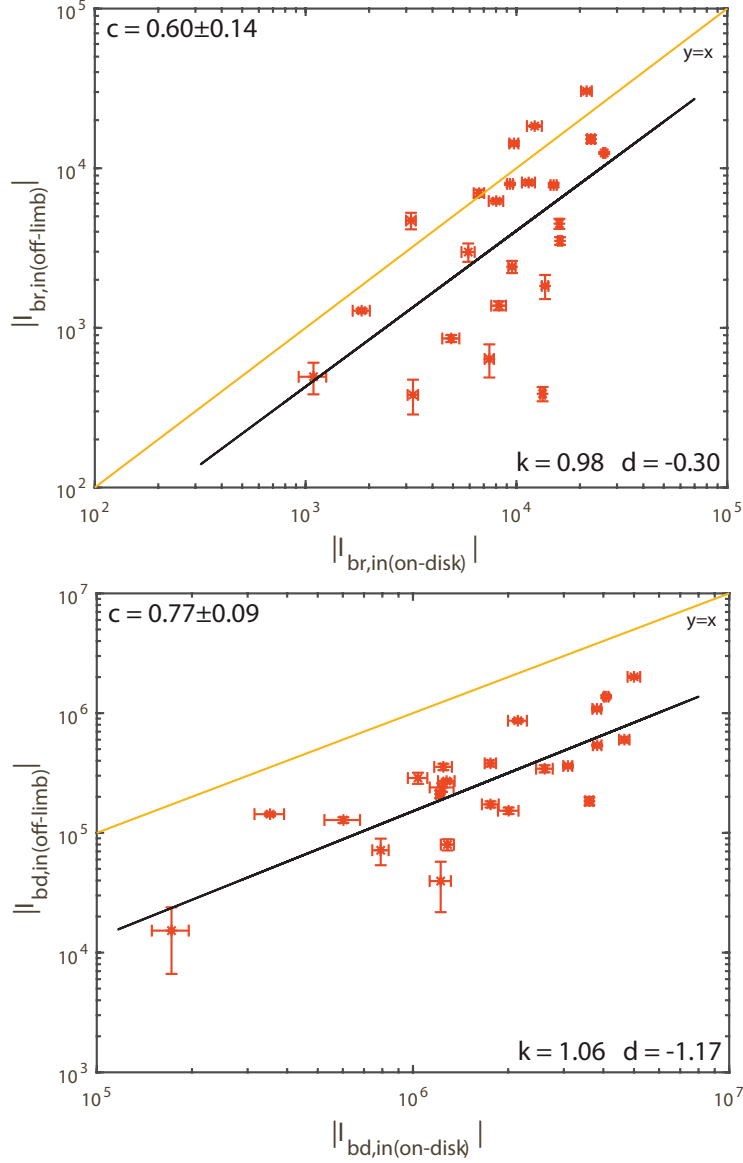 c = 0.60±0.14
y=x
10^5
10^4
10^3
10^2
|I_br,in(off-limb)|
k = 0.98 d = -0.30
10^2 10^3 10^4 10^5
|I_br,in(on-disk) |
c = 0.77±0.09
y=x
10^7
10^6
10^5
10^4
10^3
|I_bd,in(off-limb)|
k = 1.06 d = -1.17
10^5 10^6 10^7
|I_bd,in(on-disk) |